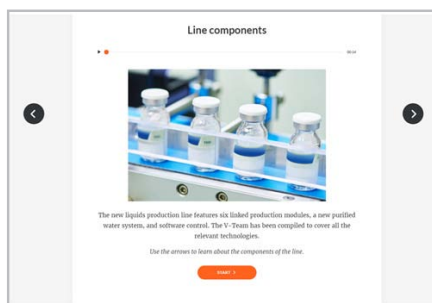 Line components
The new liquids production line features six linked production modules, a new purified
water system, and software control. The V-Team has been compiled to cover all the
relevant technologies.
Use the arrows to learn about the components of the line.
START